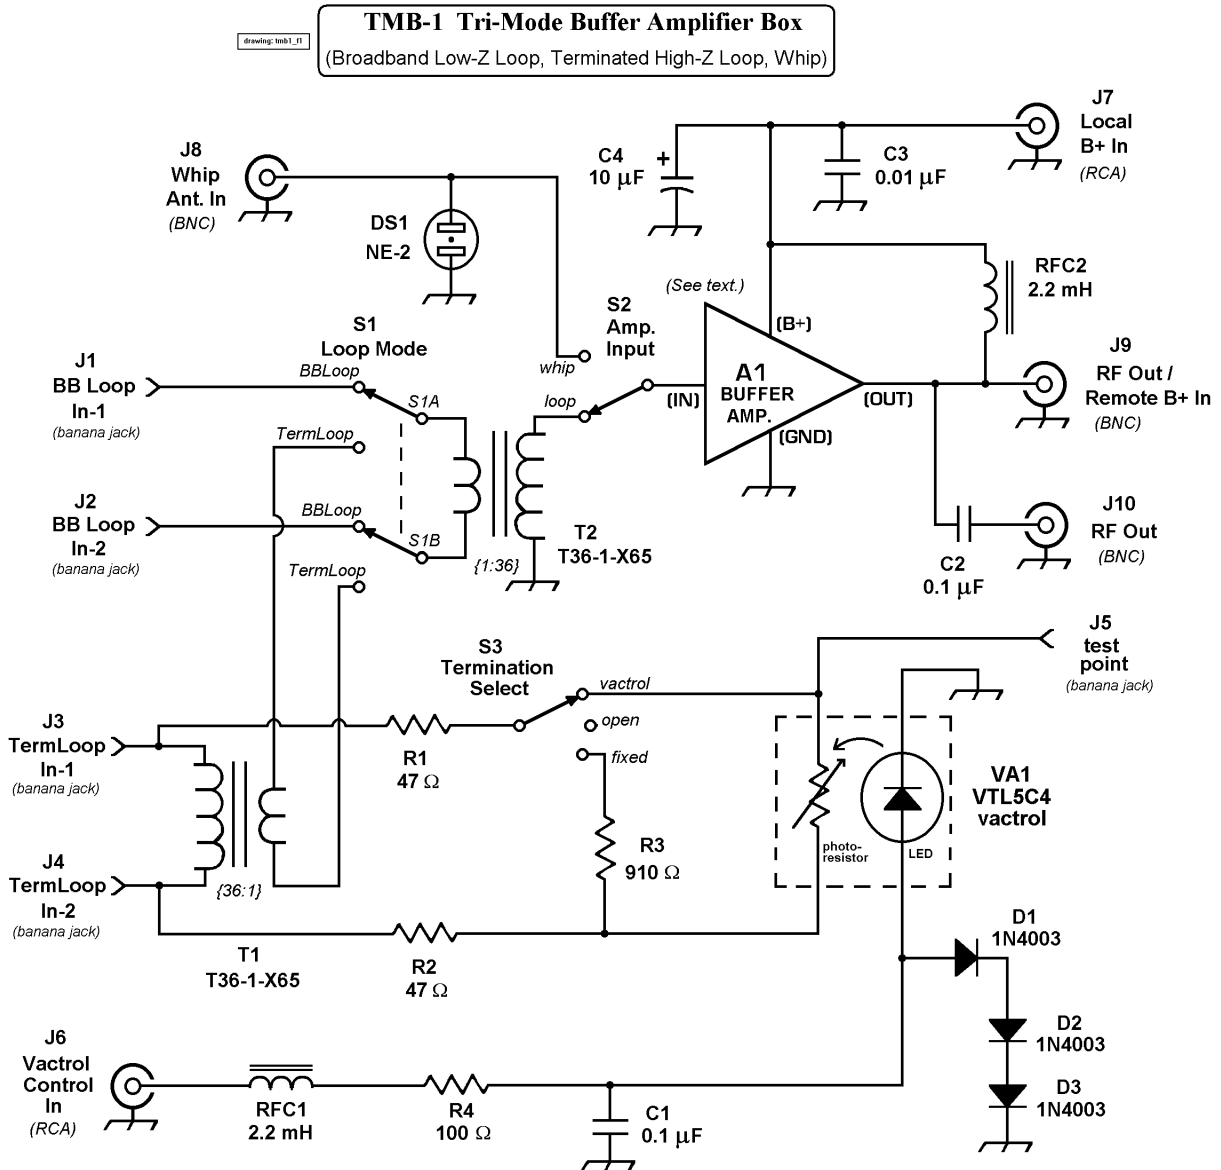 TMB-1 Tri-Mode Buffer Amplifier Box
drawing: tmb1_f1
(Broadband Low-Z Loop, Terminated High-Z Loop, Whip)
J7
Local
B+ In
(RCA)
C4
10 µF
+
C3
0.01 µF
J8
Whip
Ant. In
(BNC)
DS1
NE-2
RFC2
2.2 mH
(See text.)
S2
Amp.
Input
whip
loop
(B+)
A1
BUFFER
AMP.
(IN)
(OUT)
(GND)
J9
RF Out /
Remote B+ In
(BNC)
S1
Loop Mode
BBLoop
S1A
TermLoop
J1
BB Loop
In-1
(banana jack)
J2
BB Loop
In-2
(banana jack)
BBLoop
S1B
TermLoop
{1:36}
T2
T36-1-X65
J10
RF Out
(BNC)
C2
0.1 µF
J5
test
point
(banana jack)
S3
Termination
Select
vactrol
open
fixed
J3
TermLoop
In-1
(banana jack)
R1
47 Ω
VA1
VTL5C4
vactrol
photo-
resistor
LED
R3
910 Ω
J4
TermLoop
In-2
(banana jack)
{36:1}
T1
T36-1-X65
R2
47 Ω
D1
1N4003
D2
1N4003
D3
1N4003
J6
Vactrol
Control
In
(RCA)
RFC1
2.2 mH
R4
100 Ω
C1
0.1 µF